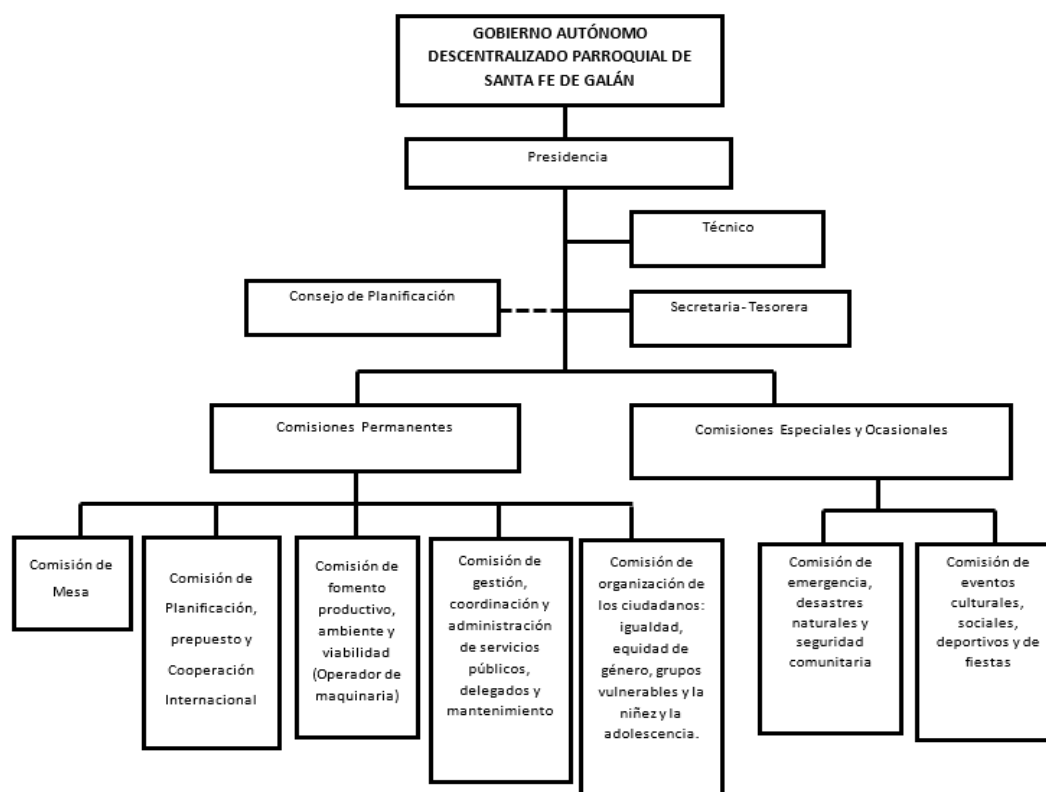 GOBIERNO AUTÓNOMO
DESCENTRALIZADO PARROQUIAL DE
SANTA FE DE GALÁN
Presidencia
Técnico
Consejo de Planificación
Secretaria- Tesorera
Comisiones Permanentes
Comisiones Especiales y Ocasionales
Comisión de
Mesa
Comisión de
Planificación,
prepuesto y
Cooperación
Internacional
Comisión de
fomento
productivo,
ambiente y
viabilidad
(Operador de
maquinaria)
Comisión de
gestión,
coordinación y
administración
de servicios
públicos,
delegados y
mantenimiento
Comisión de
organización de
los ciudadanos:
igualdad,
equidad de
género, grupos
vulnerables y la
niñez y la
adolescencia.
Comisión de
emergencia,
desastres
naturales y
seguridad
comunitaria
Comisión de
eventos
culturales,
sociales,
deportivos y de
fiestas